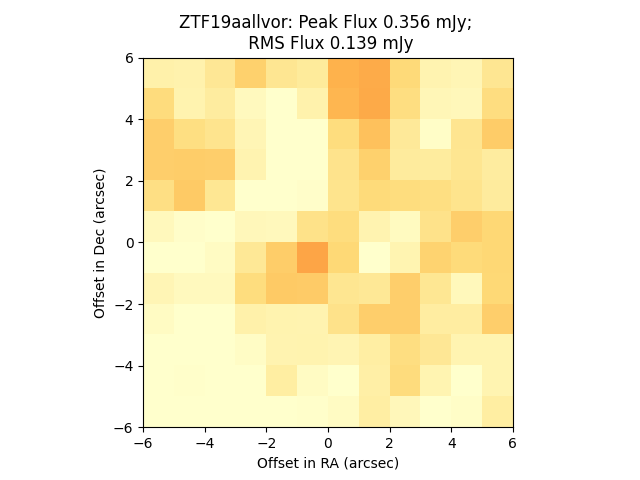 ZTF19aallvor: Peak Flux 0.356 mJy;
RMS Flux 0.139 mJy
6
4
2
0
−2
−4
−6
Offset in Dec (arcsec)
−6 −4 −2 0 2 4 6
Offset in RA (arcsec)